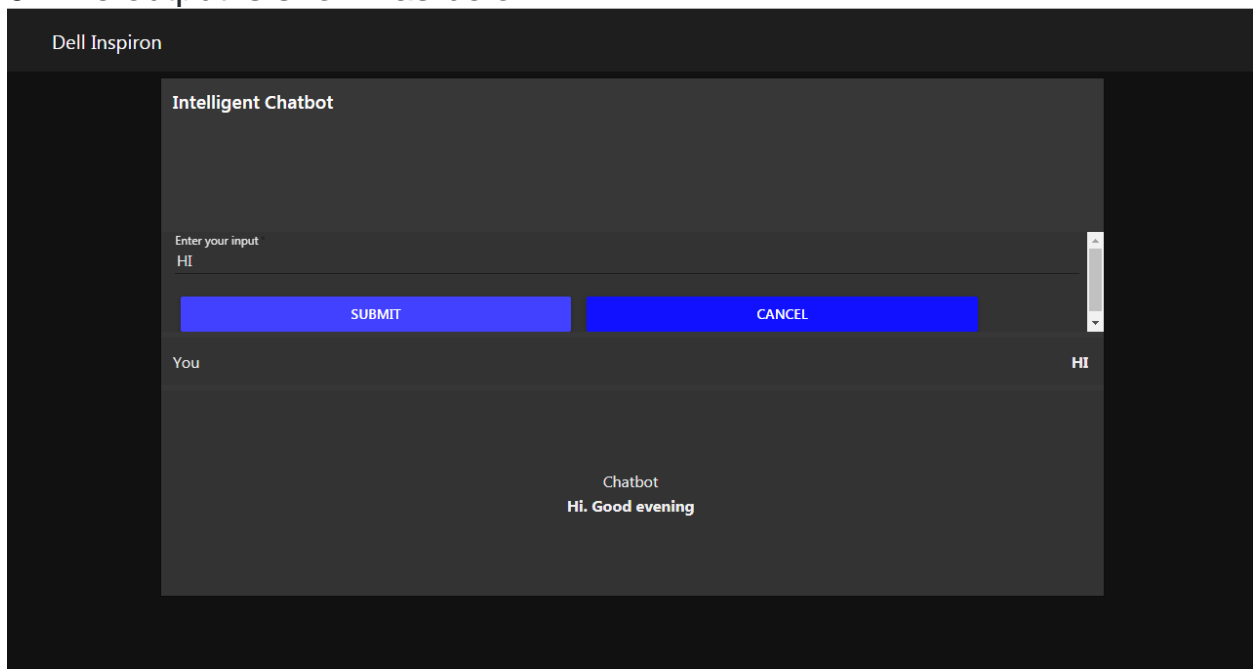 Dell Inspiron
Intelligent Chatbot
Enter your input
HI
SUBMIT CANCEL
You HI
Chatbot
Hi. Good evening